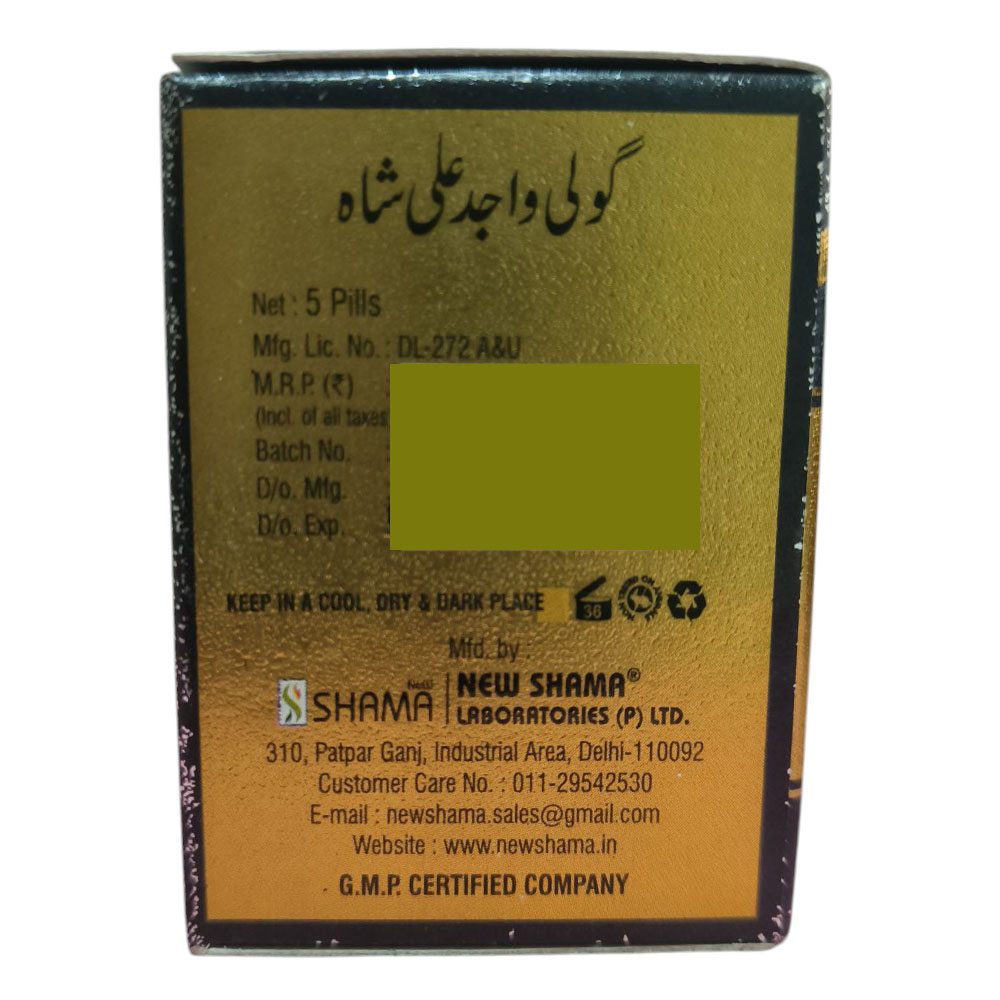 گولی واجد علی شاہ
Net : 5 Pills
Mfg. Lic. No. : DL-272 A&U
M.R.P. (₹) :
(Incl. of all taxes
Batch No. :
D/o. Mfg.
D/o. Exp.
KEEP IN A COOL, DRY & DARK PLACE 36
Mfd. by :
NEW SHAMA NEW SHAMA®
LABORATORIES (P) LTD.
310, Patpar Ganj, Industrial Area, Delhi-110092
Customer Care No. : 011-29542530
E-mail : newshama.sales@gmail.com
Website : www.newshama.in
G.M.P. CERTIFIED COMPANY